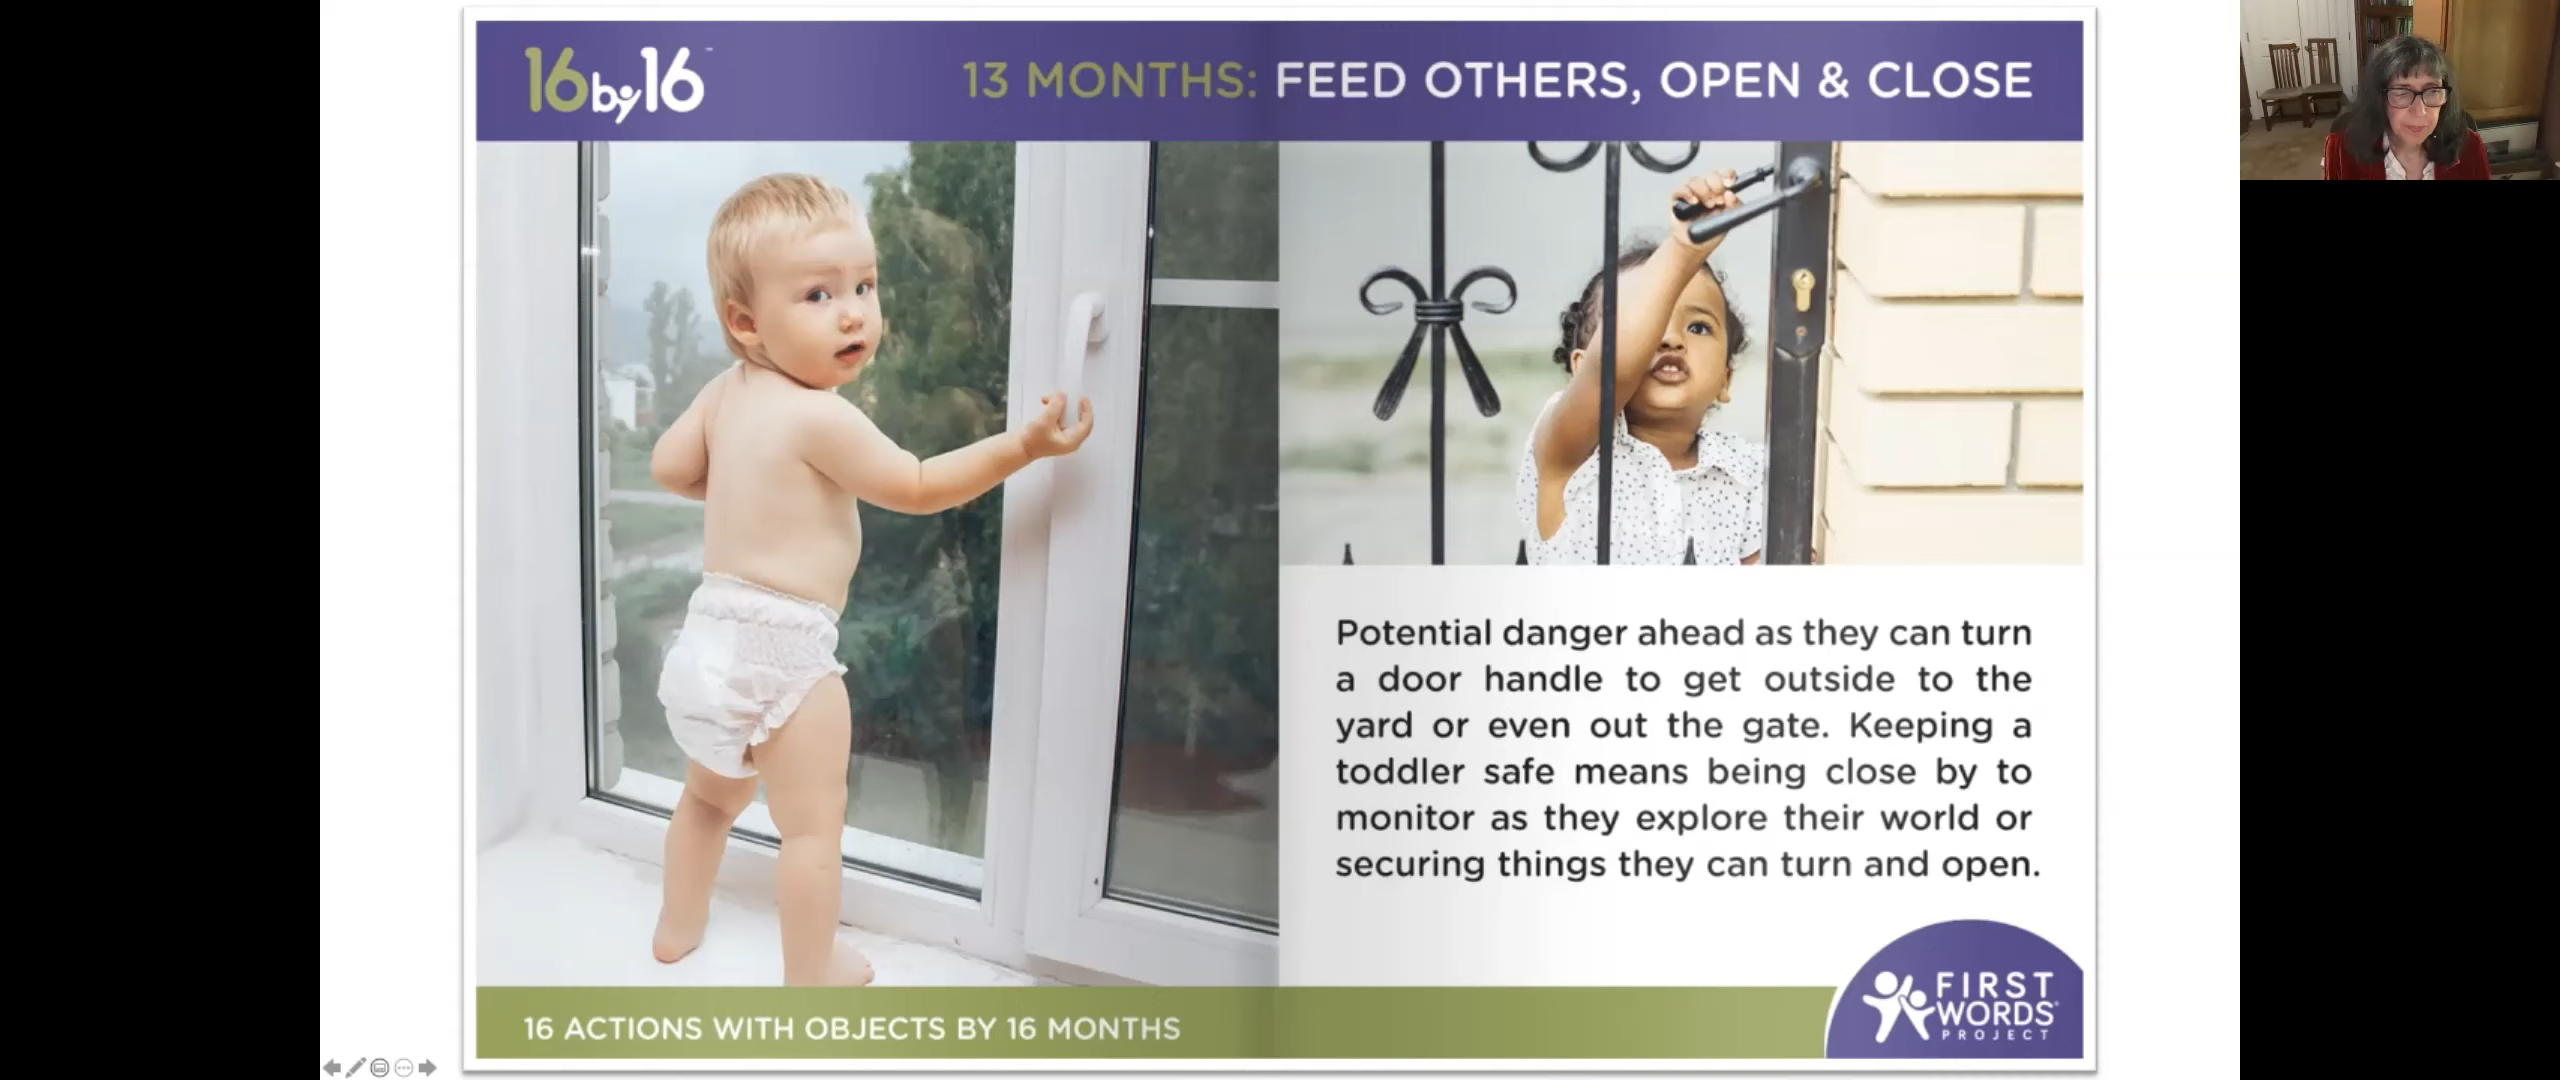 16by16™
13 MONTHS: FEED OTHERS, OPEN & CLOSE
Potential danger ahead as they can turn
a door handle to get outside to the
yard or even out the gate. Keeping a
toddler safe means being close by to
monitor as they explore their world or
securing things they can turn and open.
16 ACTIONS WITH OBJECTS BY 16 MONTHS
FIRST
WORDS®
PROJECT